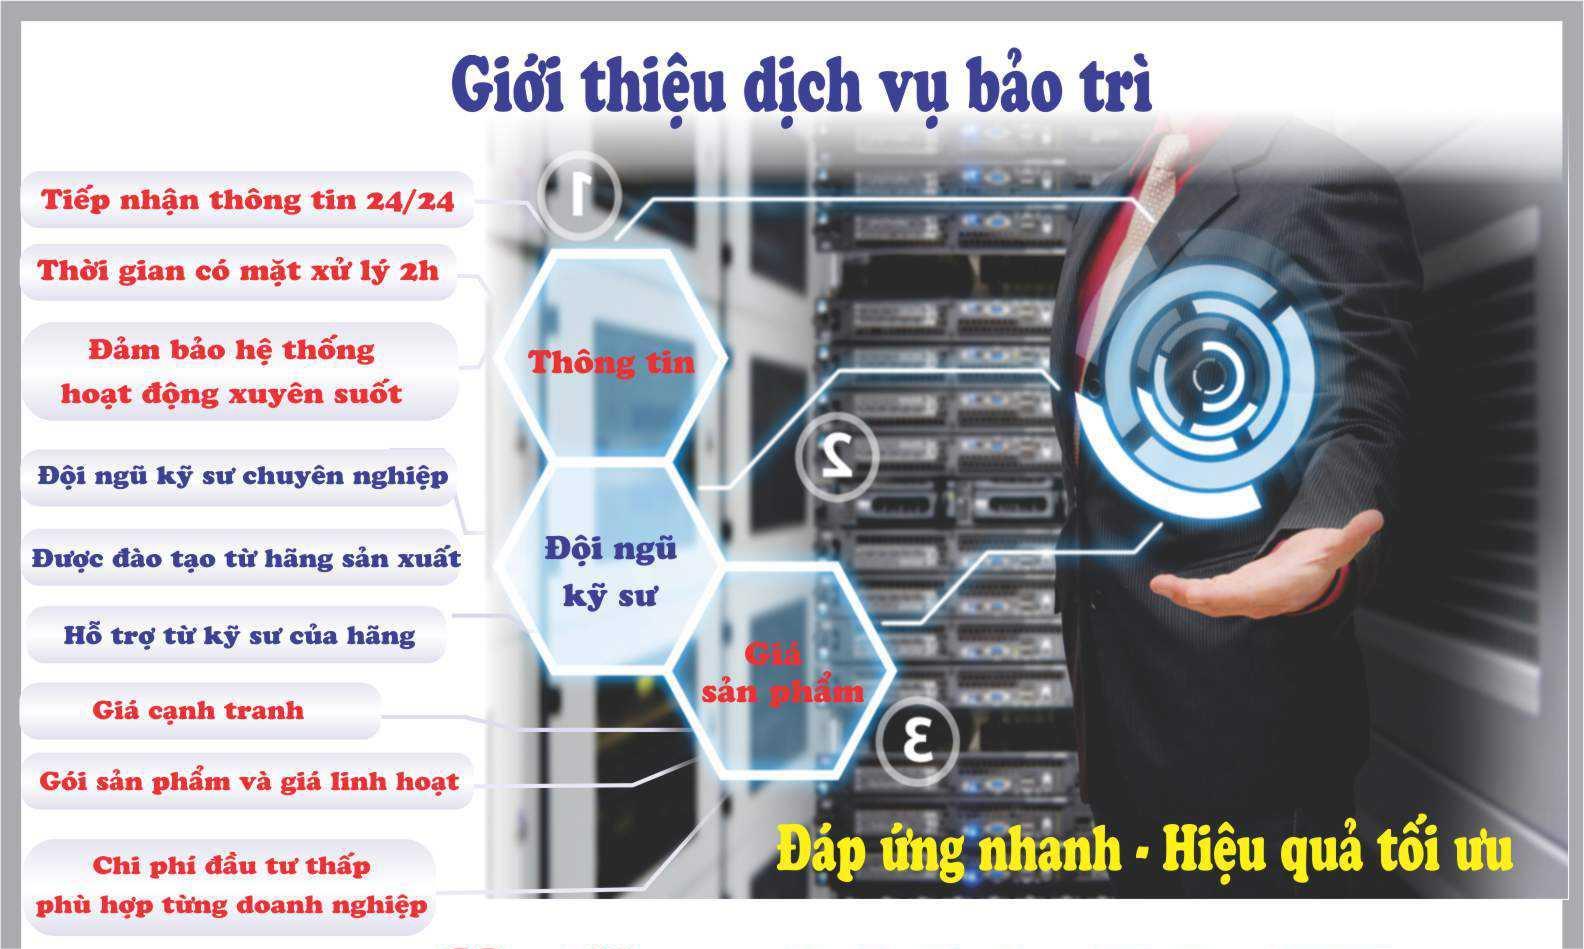 Giới thiệu dịch vụ bảo trì
Tiếp nhận thông tin 24/24
Thời gian có mặt xử lý 2h
Đảm bảo hệ thống
hoạt động xuyên suốt
Đội ngũ kỹ sư chuyên nghiệp
Được đào tạo từ hãng sản xuất
Hỗ trợ từ kỹ sư của hãng
Giá cạnh tranh
Gói sản phẩm và giá linh hoạt
Chi phí đầu tư thấp
phù hợp từng doanh nghiệp
1
Thông tin
2
Đội ngũ
kỹ sư
Giá
sản phẩm
3
Đáp ứng nhanh - Hiệu quả tối ưu